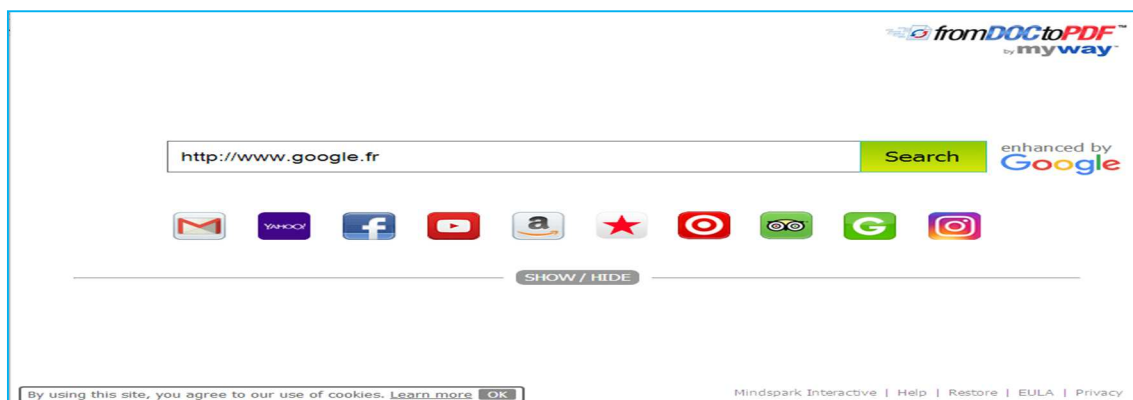 fromDOCtoPDF™
by myway™
http://www.google.fr
Search
enhanced by
Google
YAHOO!
f
a
G
SHOW / HIDE
By using this site, you agree to our use of cookies. Learn more OK
Mindspark Interactive | Help | Restore | EULA | Privacy